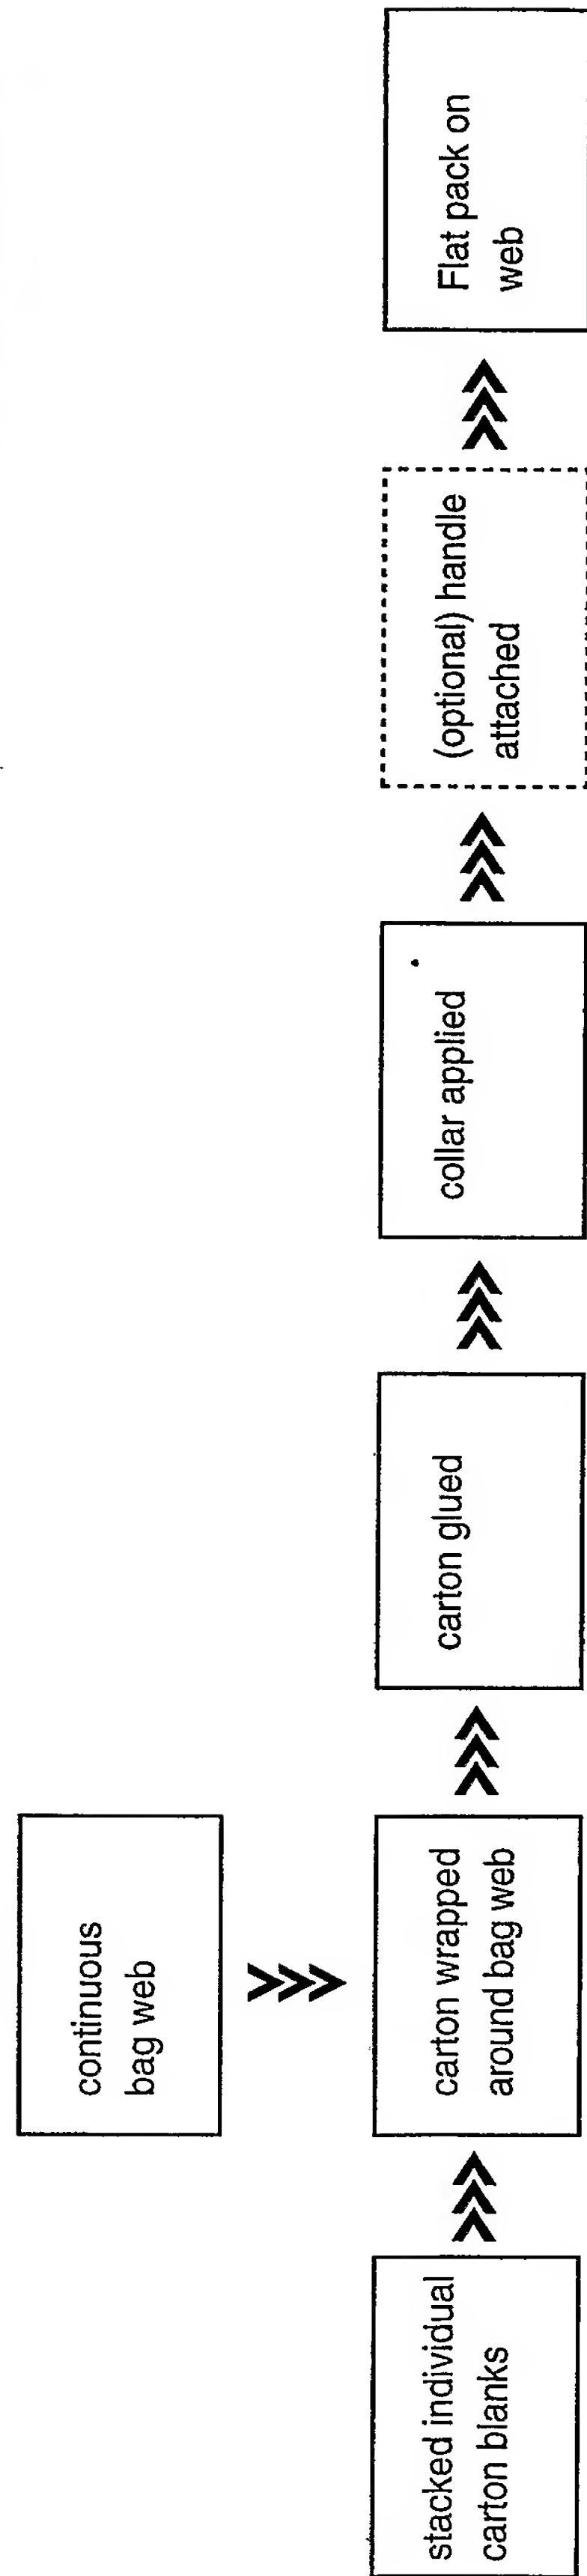 continuous
bag web
stacked individual
carton blanks
carton wrapped
around bag web
carton glued
collar applied
(optional) handle
attached
Flat pack on
web